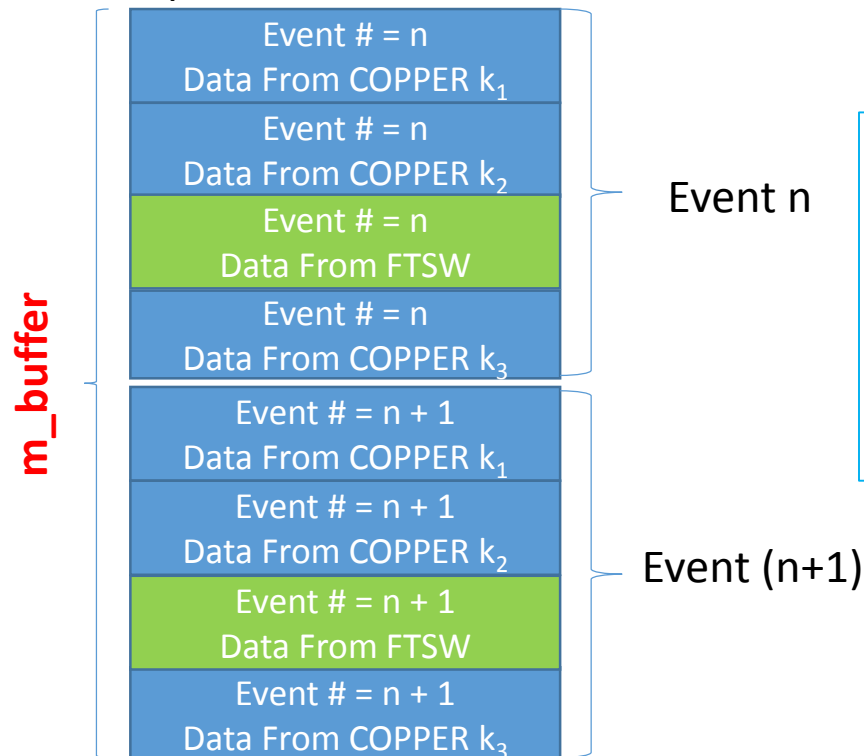 Event # = n
Data From COPPER k₁
Event # = n
Data From COPPER k₂
Event # = n
Data From FTSW
Event # = n
Data From COPPER k₃
Event n
m_buffer
Event # = n + 1
Data From COPPER k₁
Event # = n + 1
Data From COPPER k₂
Event # = n + 1
Data From FTSW
Event # = n + 1
Data From COPPER k₃
Event (n+1)